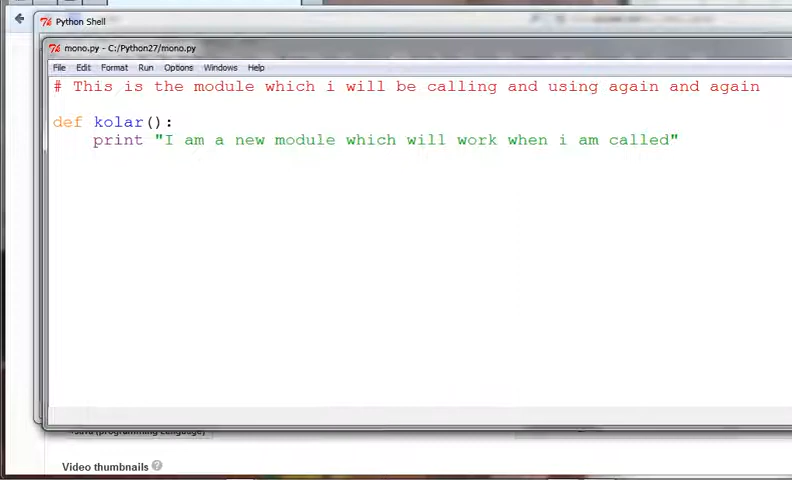 Python Shell
mono.py - C:/Python27/mono.py
File Edit Format Run Options Windows Help
# This is the module which i will be calling and using again and again
def kolar():
print "I am a new module which will work when i am called"
Video thumbnails